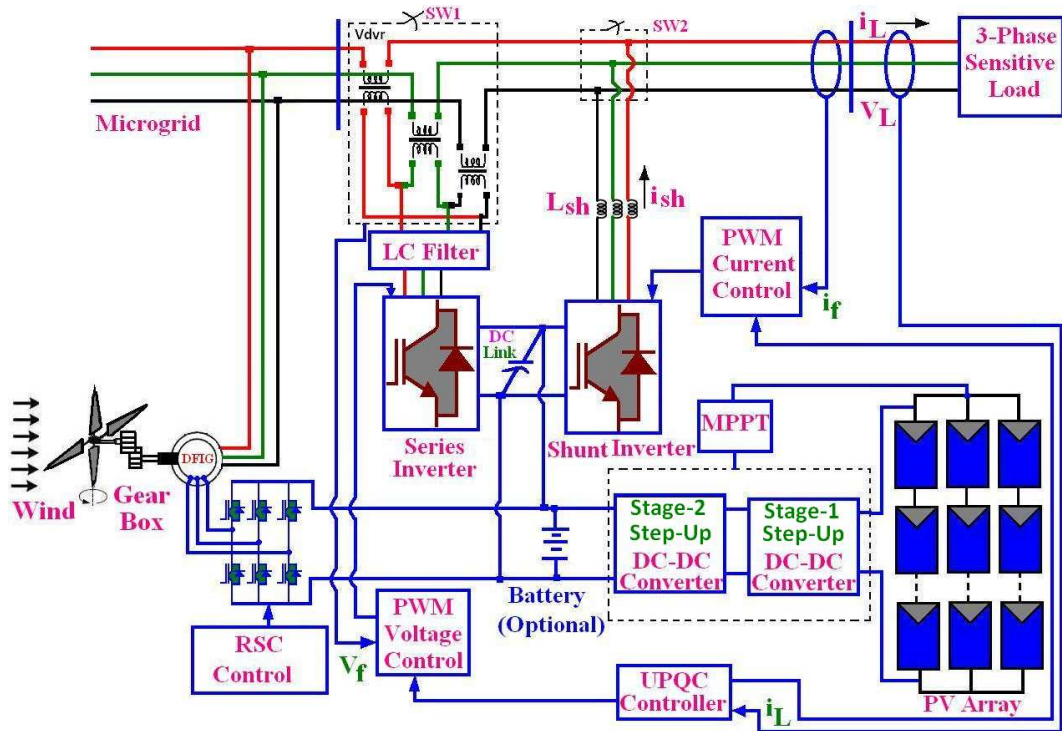 SW1
Vdvr
SW2
iL
3-Phase
Sensitive
Load
Microgrid
VL
Lsh
ish
LC Filter
PWM
Current
Control
if
DC
Link
MPPT
Series
Inverter
Shunt Inverter
DFIG
Wind
Gear
Box
Stage-2
Step-Up
DC-DC
Converter
Stage-1
Step-Up
DC-DC
Converter
Battery
(Optional)
PWM
Voltage
Control
RSC
Control
Vf
UPQC
Controller
iL
PV Array